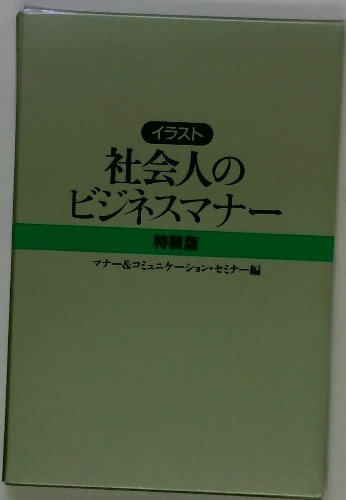 イラスト
社会人の
ビジネスマナー
特装版
マナー&コミュニケーション・セミナー編